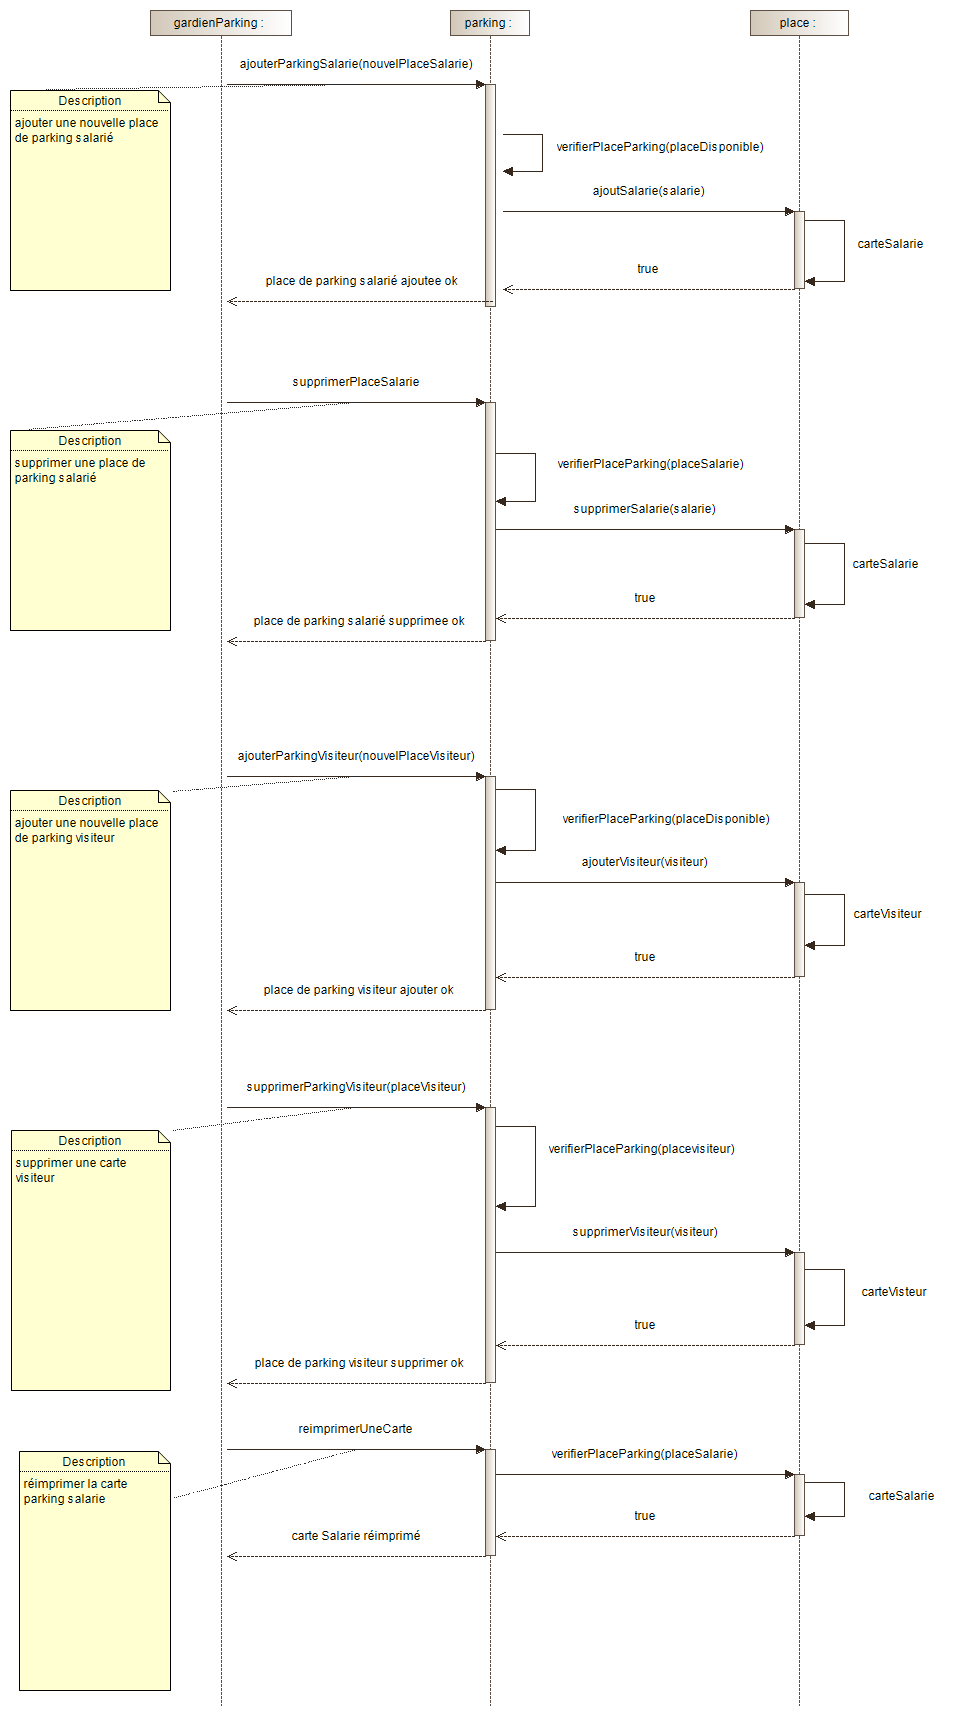 gardienParking :
parking :
place :
ajouterParkingSalarie(nouvelPlaceSalarie)
Description
ajouter une nouvelle place
de parking salarié
verifierPlaceParking(placeDisponible)
ajoutSalarie(salarie)
carteSalarie
true
place de parking salarié ajoutee ok
supprimerPlaceSalarie
Description
supprimer une place de
parking salarié
verifierPlaceParking(placeSalarie)
supprimerSalarie(salarie)
carteSalarie
true
place de parking salarié supprimee ok
ajouterParkingVisiteur(nouvelPlaceVisiteur)
Description
ajouter une nouvelle place
de parking visiteur
verifierPlaceParking(placeDisponible)
ajouterVisiteur(visiteur)
carteVisiteur
true
place de parking visiteur ajouter ok
supprimerParkingVisiteur(placeVisiteur)
Description
supprimer une carte
visiteur
verifierPlaceParking(placevisiteur)
supprimerVisiteur(visiteur)
carteVisteur
true
place de parking visiteur supprimer ok
reimprimerUneCarte
Description
réimprimer la carte
parking salarie
verifierPlaceParking(placeSalarie)
carteSalarie
true
carte Salarie réimprimé